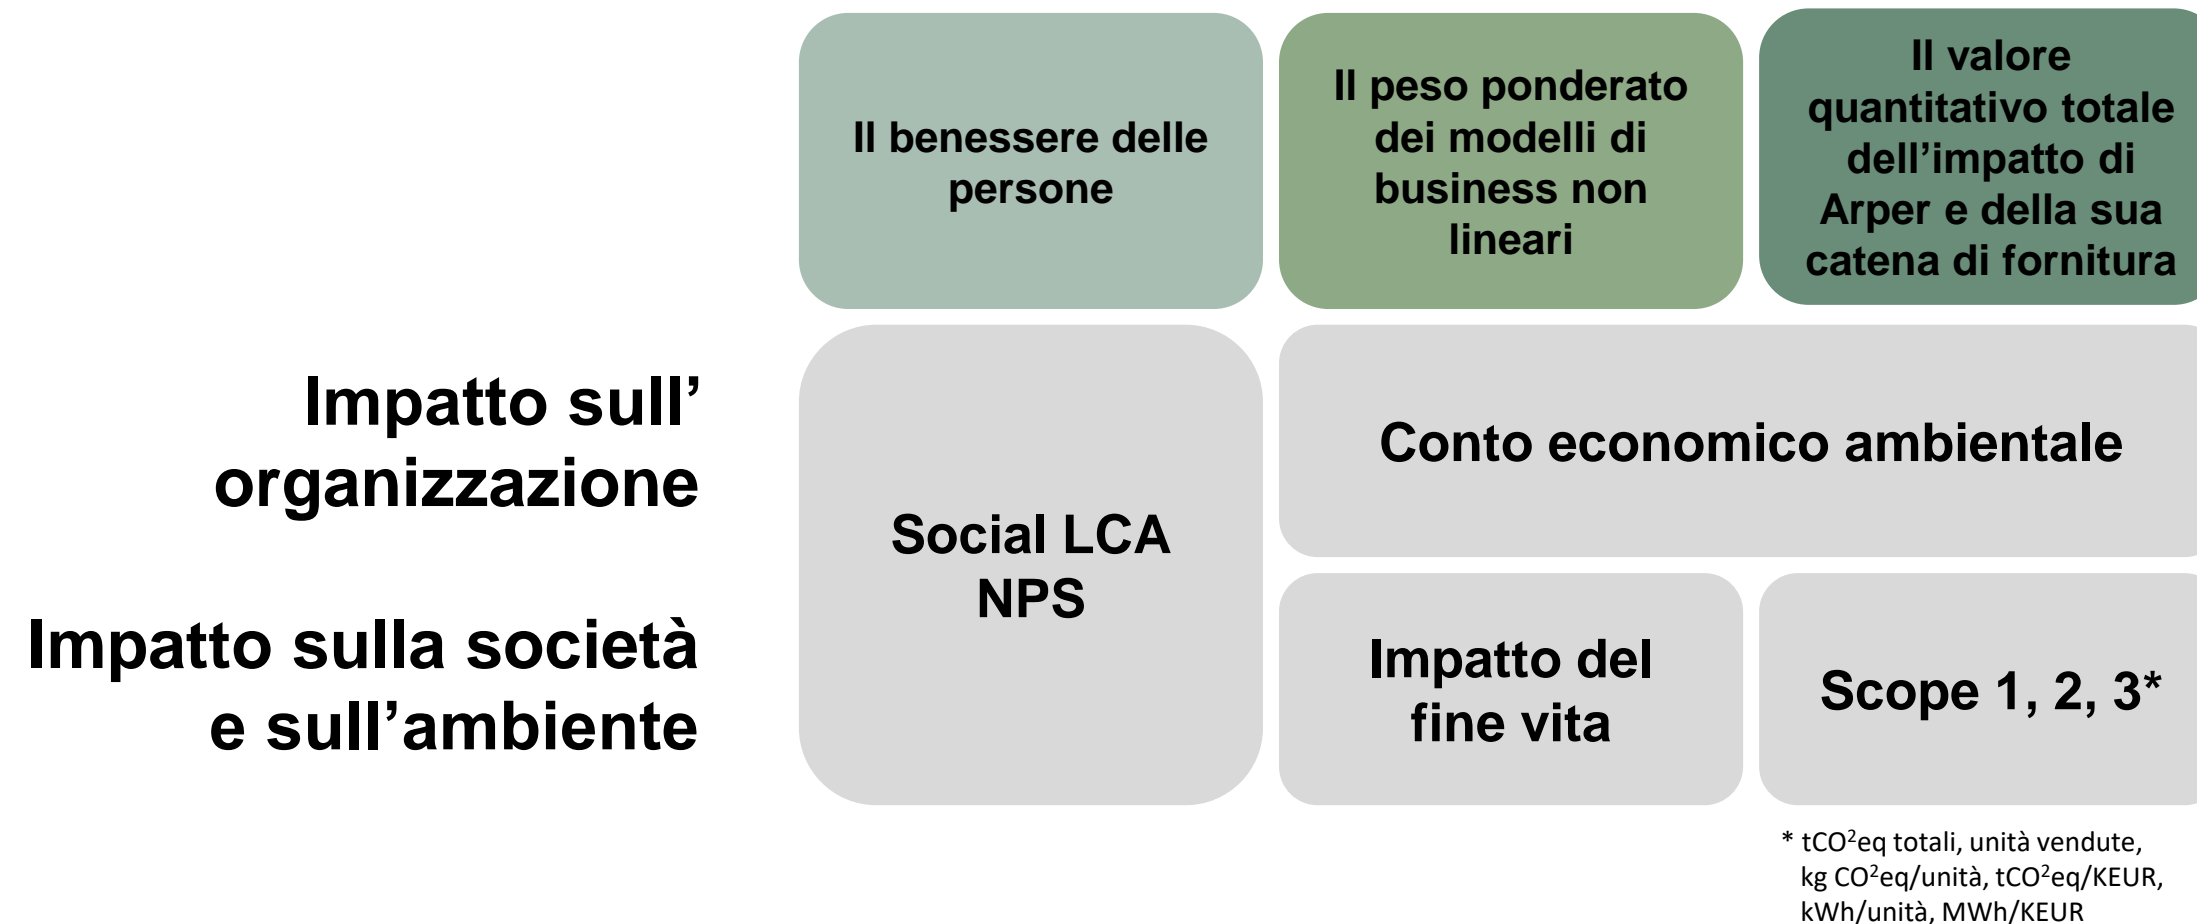 Il benessere delle
persone
Il peso ponderato
dei modelli di
business non
lineari
Il valore
quantitativo totale
dell’impatto di
Arper e della sua
catena di fornitura
Impatto sull’
organizzazione
Impatto sulla società
e sull’ambiente
Social LCA
NPS
Conto economico ambientale
Impatto del
fine vita
Scope 1, 2, 3*
* tCO²eq totali, unità vendute,
kg CO²eq/unità, tCO²eq/KEUR,
kWh/unità, MWh/KEUR